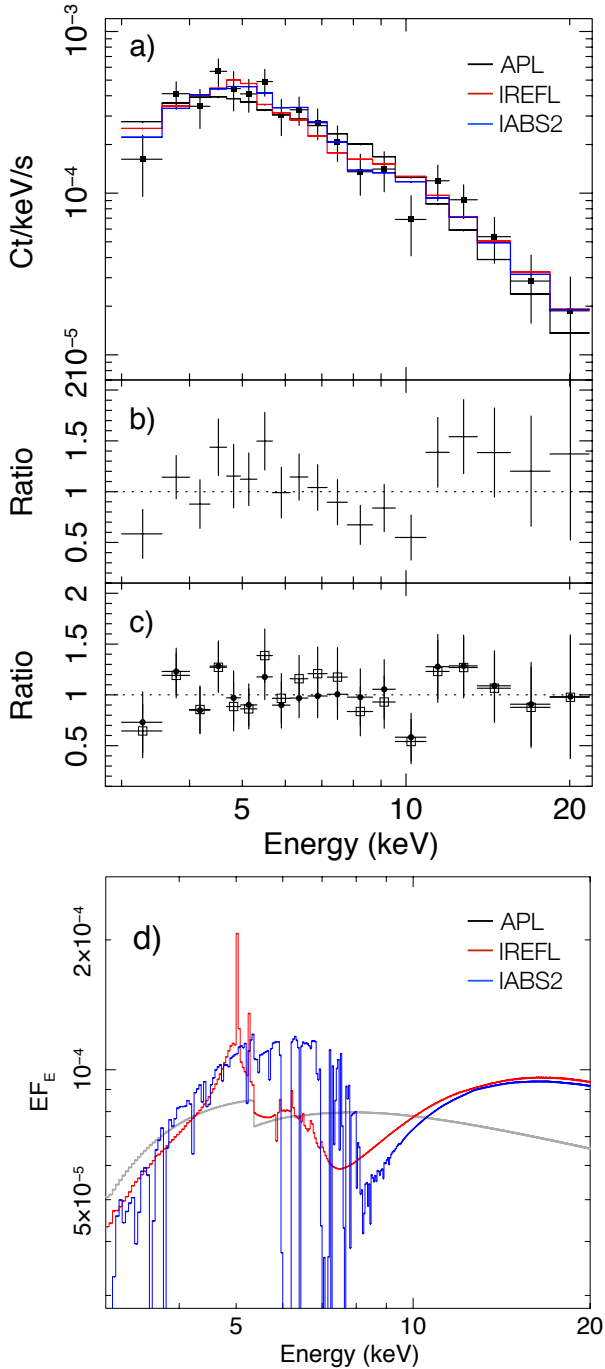 a)
APL
IREFL
IABS2
10⁻³
10⁻⁴
10⁻⁵
Ct/keV/s
b)
2
1.5
1
0.5
Ratio
c)
2
1.5
1
0.5
Ratio
5
10
20
Energy (keV)
d)
APL
IREFL
IABS2
2×10⁻⁴
10⁻⁴
5×10⁻⁵
EF_E
5
10
20
Energy (keV)